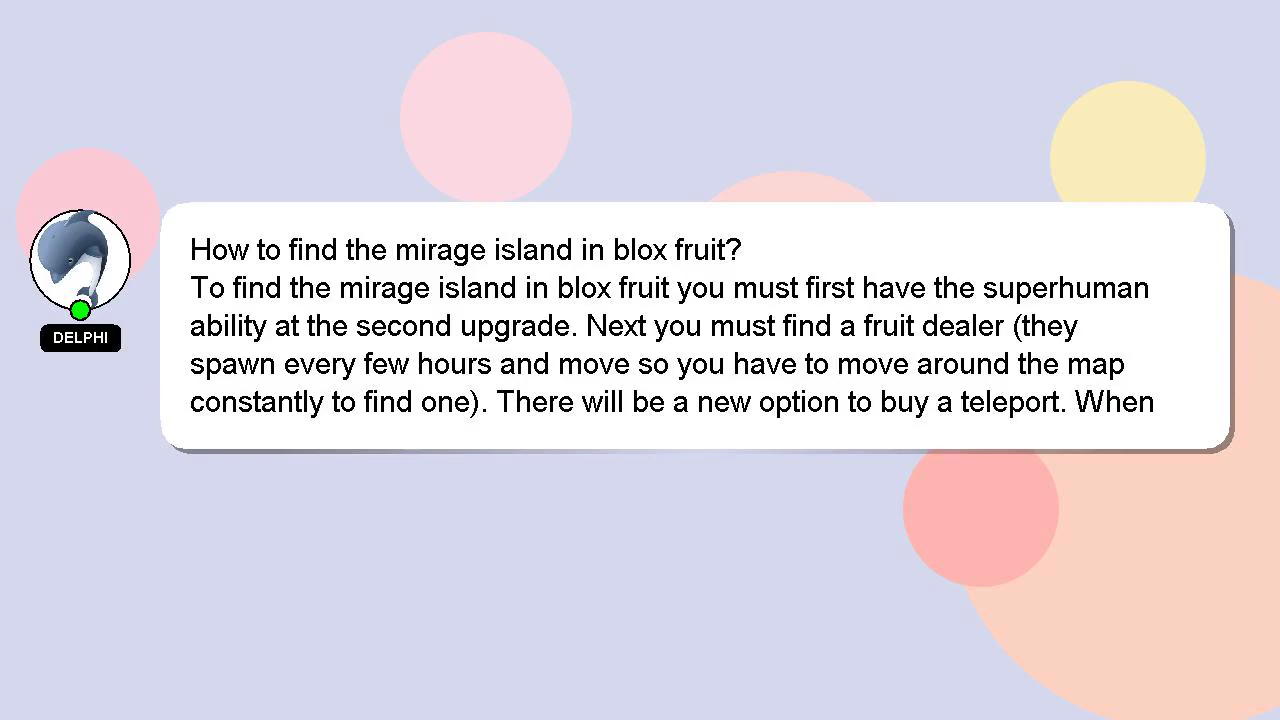 How to find the mirage island in blox fruit?
To find the mirage island in blox fruit you must first have the superhuman
ability at the second upgrade. Next you must find a fruit dealer (they
spawn every few hours and move so you have to move around the map
constantly to find one). There will be a new option to buy a teleport. When
DELPHI